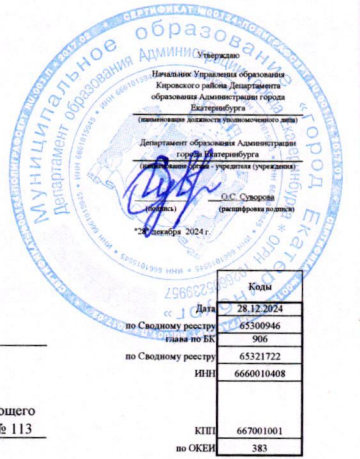 Утверждаю
Начальник Управления образования
Кировского района Департамента
образования Администрации города
Екатеринбурга
(наименование должности уполномоченного лица)
Департамент образования Администрации
города Екатеринбурга
(наименование органа - учредителя (учреждения)
О.С. Суворова
(подпись) (расшифровка подписи)
"28" декабря 2024 г.
Муниципальное образование «город Екатеринбург»
Департамент образования Администрации
ИНН 6661015945
Коды
Дата 28.12.2024
по Сводному реестру 65300946
глава по БК 906
по Сводному реестру 65321722
ИНН 6660010408
ющего
№ 113
КПП 667001001
по ОКЕИ 383